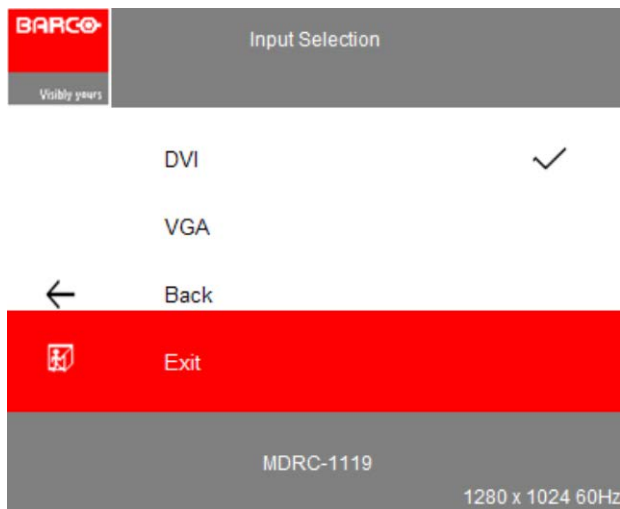 BARCO
Input Selection
Visibly yours
DVI
VGA
Back
Exit
MDRC-1119
1280 x 1024 60Hz